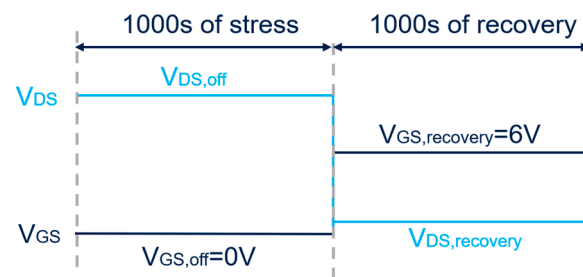 1000s of stress 1000s of recovery
VDS,off
VDS
VGS,recovery=6V
VGS
VDS,recovery
VGS,off=0V